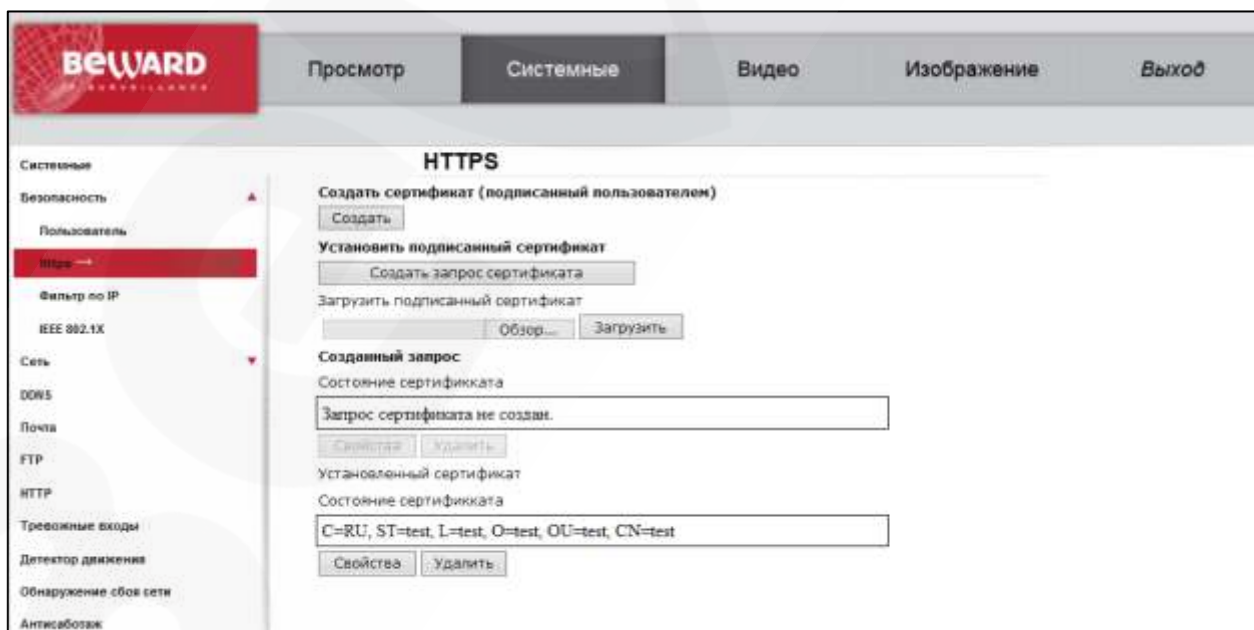 BEWARD
Просмотр Системные Видео Изображение Выход
Системные
Безопасность
Пользователь
Https →
Фильтр по IP
IEEE 802.1X
Сеть
DDNS
Почта
FTP
HTTP
Тревожные входы
Детектор движения
Обнаружение сбоя сети
Антисаботаж
HTTPS
Создать сертификат (подписанный пользователем)
Создать
Установить подписанный сертификат
Создать запрос сертификата
Загрузить подписанный сертификат
Обзор... Загрузить
Созданный запрос
Состояние сертификката
Запрос сертификата не создан.
Свойства Удалить
Установленный сертификат
Состояние сертификката
C=RU, ST=test, L=test, O=test, OU=test, CN=test
Свойства Удалить